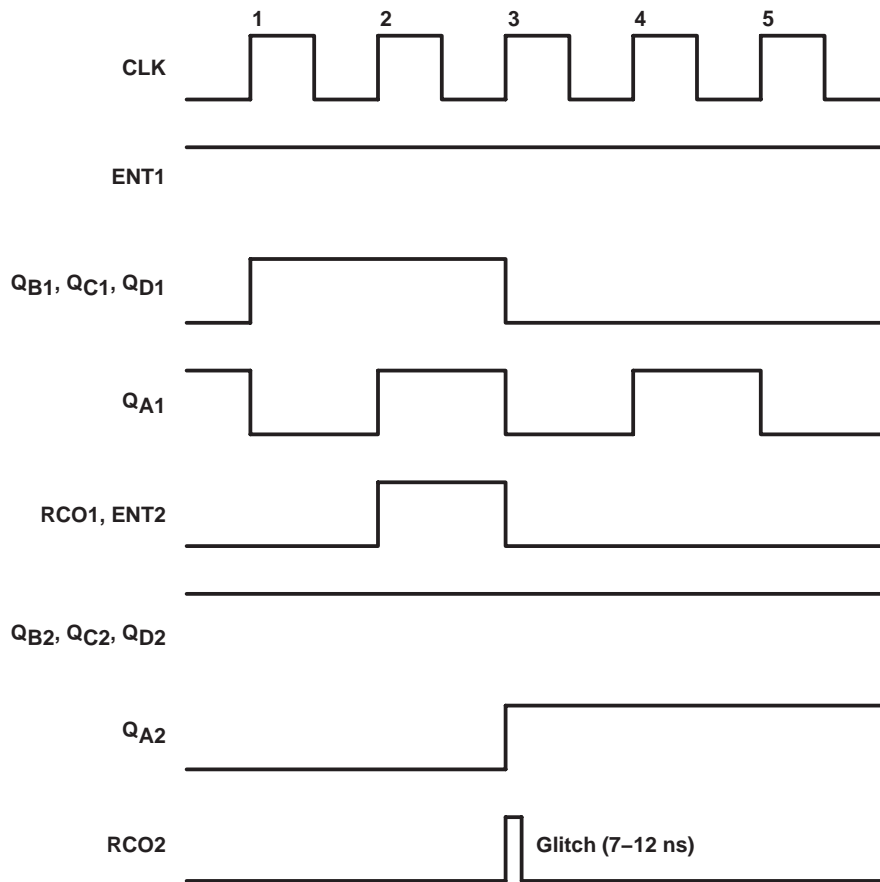 1 2 3 4 5
CLK
ENT1
QB1, QC1, QD1
QA1
RCO1, ENT2
QB2, QC2, QD2
QA2
RCO2
Glitch (7–12 ns)